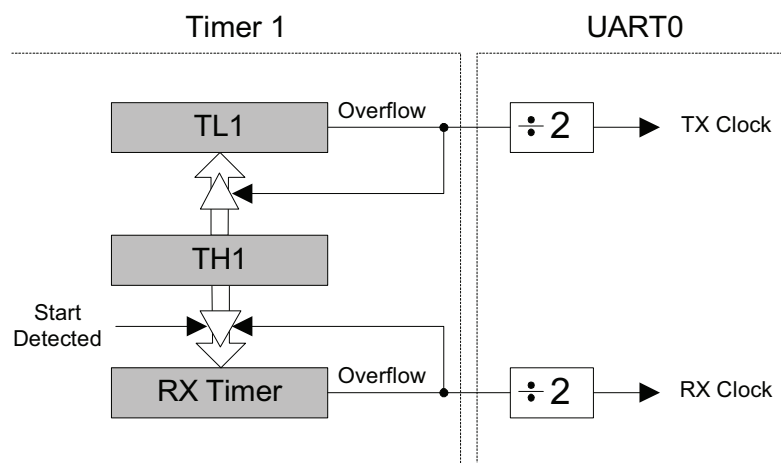 Timer 1
UART0
TL1
Overflow
÷ 2
TX Clock
TH1
Start
Detected
RX Timer
Overflow
÷ 2
RX Clock